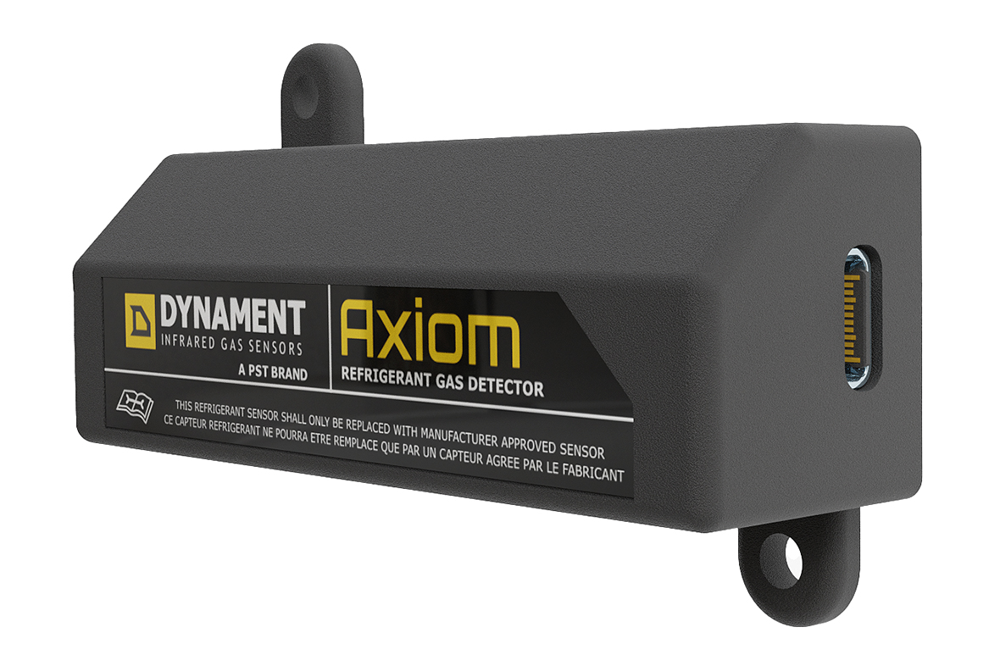 DYNAMENT
INFRARED GAS SENSORS
A PST BRAND
Axiom
REFRIGERANT GAS DETECTOR
THIS REFRIGERANT SENSOR SHALL ONLY BE REPLACED WITH MANUFACTURER APPROVED SENSOR
CE CAPTEUR REFRIGERANT NE POURRA ETRE REMPLACE QUE PAR UN CAPTEUR AGREE PAR LE FABRICANT